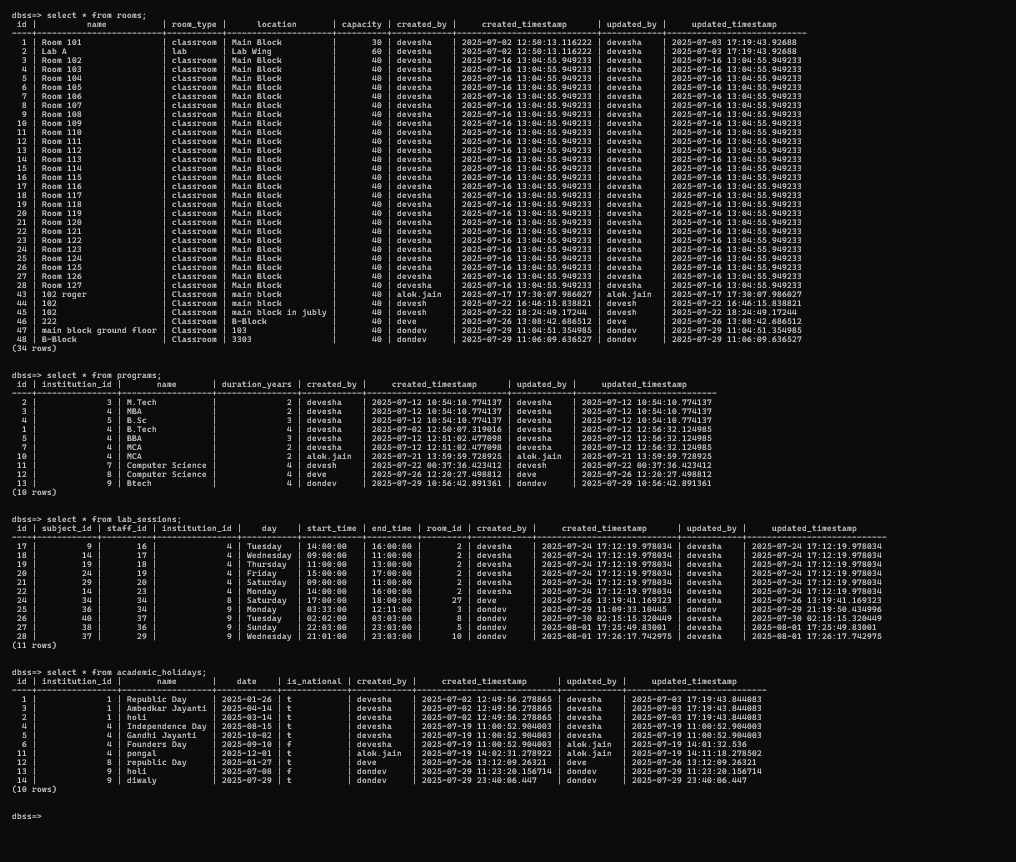 dbss=> select * from rooms;
 id |          name           | room_type |       location       | capacity | created_by |     created_timestamp      | updated_by |     updated_timestamp
----+-------------------------+-----------+----------------------+----------+------------+----------------------------+------------+----------------------------
  1 | Room 101                | classroom | Main Block           |       30 | devesha    | 2025-07-02 12:50:13.116222 | devesha    | 2025-07-03 17:19:43.92688
  2 | Lab A                   | lab       | Lab Wing             |       60 | devesha    | 2025-07-02 12:50:13.116222 | devesha    | 2025-07-03 17:19:43.92688
  3 | Room 102                | classroom | Main Block           |       40 | devesha    | 2025-07-16 13:04:55.949233 | devesha    | 2025-07-16 13:04:55.949233
  4 | Room 103                | classroom | Main Block           |       40 | devesha    | 2025-07-16 13:04:55.949233 | devesha    | 2025-07-16 13:04:55.949233
  5 | Room 104                | classroom | Main Block           |       40 | devesha    | 2025-07-16 13:04:55.949233 | devesha    | 2025-07-16 13:04:55.949233
  6 | Room 105                | classroom | Main Block           |       40 | devesha    | 2025-07-16 13:04:55.949233 | devesha    | 2025-07-16 13:04:55.949233
  7 | Room 106                | classroom | Main Block           |       40 | devesha    | 2025-07-16 13:04:55.949233 | devesha    | 2025-07-16 13:04:55.949233
  8 | Room 107                | classroom | Main Block           |       40 | devesha    | 2025-07-16 13:04:55.949233 | devesha    | 2025-07-16 13:04:55.949233
  9 | Room 108                | classroom | Main Block           |       40 | devesha    | 2025-07-16 13:04:55.949233 | devesha    | 2025-07-16 13:04:55.949233
 10 | Room 109                | classroom | Main Block           |       40 | devesha    | 2025-07-16 13:04:55.949233 | devesha    | 2025-07-16 13:04:55.949233
 11 | Room 110                | classroom | Main Block           |       40 | devesha    | 2025-07-16 13:04:55.949233 | devesha    | 2025-07-16 13:04:55.949233
 12 | Room 111                | classroom | Main Block           |       40 | devesha    | 2025-07-16 13:04:55.949233 | devesha    | 2025-07-16 13:04:55.949233
 13 | Room 112                | classroom | Main Block           |       40 | devesha    | 2025-07-16 13:04:55.949233 | devesha    | 2025-07-16 13:04:55.949233
 14 | Room 113                | classroom | Main Block           |       40 | devesha    | 2025-07-16 13:04:55.949233 | devesha    | 2025-07-16 13:04:55.949233
 15 | Room 114                | classroom | Main Block           |       40 | devesha    | 2025-07-16 13:04:55.949233 | devesha    | 2025-07-16 13:04:55.949233
 16 | Room 115                | classroom | Main Block           |       40 | devesha    | 2025-07-16 13:04:55.949233 | devesha    | 2025-07-16 13:04:55.949233
 17 | Room 116                | classroom | Main Block           |       40 | devesha    | 2025-07-16 13:04:55.949233 | devesha    | 2025-07-16 13:04:55.949233
 18 | Room 117                | classroom | Main Block           |       40 | devesha    | 2025-07-16 13:04:55.949233 | devesha    | 2025-07-16 13:04:55.949233
 19 | Room 118                | classroom | Main Block           |       40 | devesha    | 2025-07-16 13:04:55.949233 | devesha    | 2025-07-16 13:04:55.949233
 20 | Room 119                | classroom | Main Block           |       40 | devesha    | 2025-07-16 13:04:55.949233 | devesha    | 2025-07-16 13:04:55.949233
 21 | Room 120                | classroom | Main Block           |       40 | devesha    | 2025-07-16 13:04:55.949233 | devesha    | 2025-07-16 13:04:55.949233
 22 | Room 121                | classroom | Main Block           |       40 | devesha    | 2025-07-16 13:04:55.949233 | devesha    | 2025-07-16 13:04:55.949233
 23 | Room 122                | classroom | Main Block           |       40 | devesha    | 2025-07-16 13:04:55.949233 | devesha    | 2025-07-16 13:04:55.949233
 24 | Room 123                | classroom | Main Block           |       40 | devesha    | 2025-07-16 13:04:55.949233 | devesha    | 2025-07-16 13:04:55.949233
 25 | Room 124                | classroom | Main Block           |       40 | devesha    | 2025-07-16 13:04:55.949233 | devesha    | 2025-07-16 13:04:55.949233
 26 | Room 125                | classroom | Main Block           |       40 | devesha    | 2025-07-16 13:04:55.949233 | devesha    | 2025-07-16 13:04:55.949233
 27 | Room 126                | classroom | Main Block           |       40 | devesha    | 2025-07-16 13:04:55.949233 | devesha    | 2025-07-16 13:04:55.949233
 28 | Room 127                | classroom | Main Block           |       40 | devesha    | 2025-07-16 13:04:55.949233 | devesha    | 2025-07-16 13:04:55.949233
 43 | 102 roger               | Classroom | main block           |       40 | alok.jain  | 2025-07-17 17:30:07.986027 | alok.jain  | 2025-07-17 17:30:07.986027
 44 | 102                     | Classroom | main block           |       40 | devesh     | 2025-07-22 16:46:15.838821 | devesh     | 2025-07-22 16:46:15.838821
 45 | 102                     | Classroom | main block in jubly  |       40 | devesh     | 2025-07-22 18:24:49.17244  | devesh     | 2025-07-22 18:24:49.17244
 46 | 222                     | Classroom | B-Block              |       40 | deve       | 2025-07-26 13:08:42.686512 | deve       | 2025-07-26 13:08:42.686512
 47 | main block ground floor | Classroom | 103                  |       40 | dondev     | 2025-07-29 11:04:51.354985 | dondev     | 2025-07-29 11:04:51.354985
 48 | B-Block                 | Classroom | 3303                 |       40 | dondev     | 2025-07-29 11:06:09.636527 | dondev     | 2025-07-29 11:06:09.636527
(34 rows)
dbss=> select * from programs;
 id | institution_id |       name       | duration_years | created_by |     created_timestamp      | updated_by |     updated_timestamp
----+----------------+------------------+----------------+------------+----------------------------+------------+----------------------------
  2 |              3 | M.Tech           |              2 | devesha    | 2025-07-12 10:54:10.774137 | devesha    | 2025-07-12 10:54:10.774137
  3 |              4 | MBA              |              2 | devesha    | 2025-07-12 10:54:10.774137 | devesha    | 2025-07-12 10:54:10.774137
  4 |              5 | B.Sc             |              3 | devesha    | 2025-07-12 10:54:10.774137 | devesha    | 2025-07-12 10:54:10.774137
  1 |              4 | B.Tech           |              4 | devesha    | 2025-07-02 12:50:07.319016 | devesha    | 2025-07-12 12:56:32.124985
  5 |              4 | BBA              |              3 | devesha    | 2025-07-12 12:51:02.477098 | devesha    | 2025-07-12 12:56:32.124985
  7 |              4 | MCA              |              2 | devesha    | 2025-07-12 12:51:02.477098 | devesha    | 2025-07-12 12:56:32.124985
 10 |              4 | MCA              |              2 | alok.jain  | 2025-07-21 13:59:59.728925 | alok.jain  | 2025-07-21 13:59:59.728925
 11 |              7 | Computer Science |              4 | devesh     | 2025-07-22 00:37:36.423412 | devesh     | 2025-07-22 00:37:36.423412
 12 |              8 | Computer Science |              4 | deve       | 2025-07-26 12:20:27.498812 | deve       | 2025-07-26 12:20:27.498812
 13 |              9 | Btech            |              4 | dondev     | 2025-07-29 10:56:42.891361 | dondev     | 2025-07-29 10:56:42.891361
(10 rows)
dbss=> select * from lab_sessions;
 id | subject_id | staff_id | institution_id |    day    | start_time | end_time | room_id | created_by |     created_timestamp      | updated_by |     updated_timestamp
----+------------+----------+----------------+-----------+------------+----------+---------+------------+----------------------------+------------+----------------------------
 17 |          9 |       16 |              4 | Tuesday   | 14:00:00   | 16:00:00 |       2 | devesha    | 2025-07-24 17:12:19.978034 | devesha    | 2025-07-24 17:12:19.978034
 18 |         14 |       17 |              4 | Wednesday | 09:00:00   | 11:00:00 |       2 | devesha    | 2025-07-24 17:12:19.978034 | devesha    | 2025-07-24 17:12:19.978034
 19 |         19 |       18 |              4 | Thursday  | 11:00:00   | 13:00:00 |       2 | devesha    | 2025-07-24 17:12:19.978034 | devesha    | 2025-07-24 17:12:19.978034
 20 |         24 |       19 |              4 | Friday    | 15:00:00   | 17:00:00 |       2 | devesha    | 2025-07-24 17:12:19.978034 | devesha    | 2025-07-24 17:12:19.978034
 21 |         29 |       20 |              4 | Saturday  | 09:00:00   | 11:00:00 |       2 | devesha    | 2025-07-24 17:12:19.978034 | devesha    | 2025-07-24 17:12:19.978034
 22 |         14 |       23 |              4 | Monday    | 14:00:00   | 16:00:00 |       2 | devesha    | 2025-07-24 17:12:19.978034 | devesha    | 2025-07-24 17:12:19.978034
 24 |         34 |       34 |              8 | Saturday  | 17:00:00   | 18:00:00 |      27 | deve       | 2025-07-26 13:19:41.169323 | devesha    | 2025-07-26 13:19:41.169323
 25 |         36 |       34 |              9 | Monday    | 03:33:00   | 12:11:00 |       3 | dondev     | 2025-07-29 11:09:33.10445  | dondev     | 2025-07-29 21:19:50.434996
 26 |         40 |       37 |              9 | Tuesday   | 02:02:00   | 03:03:00 |       8 | dondev     | 2025-07-30 02:15:15.320449 | devesha    | 2025-07-30 02:15:15.320449
 27 |         38 |       36 |              9 | Sunday    | 22:03:00   | 23:03:00 |       5 | dondev     | 2025-08-01 17:25:49.83001  | devesha    | 2025-08-01 17:25:49.83001
 28 |         37 |       29 |              9 | Wednesday | 21:01:00   | 23:03:00 |      10 | dondev     | 2025-08-01 17:26:17.742975 | devesha    | 2025-08-01 17:26:17.742975
(11 rows)
dbss=> select * from academic_holidays;
 id | institution_id |       name       |    date    | is_national | created_by |     created_timestamp      | updated_by |     updated_timestamp
----+----------------+------------------+------------+-------------+------------+----------------------------+------------+----------------------------
  1 |              1 | Republic Day     | 2025-01-26 | t           | devesha    | 2025-07-02 12:49:56.278865 | devesha    | 2025-07-03 17:19:43.844083
  3 |              1 | Ambedkar Jayanti | 2025-04-14 | t           | devesha    | 2025-07-02 12:49:56.278865 | devesha    | 2025-07-03 17:19:43.844083
  2 |              1 | holi             | 2025-03-14 | t           | devesha    | 2025-07-02 12:49:56.278865 | devesha    | 2025-07-03 17:19:43.844083
  4 |              4 | Independence Day | 2025-08-15 | t           | devesha    | 2025-07-19 11:00:52.904003 | devesha    | 2025-07-19 11:00:52.904003
  5 |              4 | Gandhi Jayanti   | 2025-10-02 | t           | devesha    | 2025-07-19 11:00:52.904003 | devesha    | 2025-07-19 11:00:52.904003
  6 |              4 | Founders Day     | 2025-09-10 | f           | devesha    | 2025-07-19 11:00:52.904003 | alok.jain  | 2025-07-19 14:01:32.536
 11 |              4 | pongal           | 2025-12-01 | t           | alok.jain  | 2025-07-19 14:02:31.278922 | alok.jain  | 2025-07-19 14:11:18.278502
 12 |              8 | republic Day     | 2025-01-27 | t           | deve       | 2025-07-26 13:12:09.26321  | deve       | 2025-07-26 13:12:09.26321
 13 |              9 | holi             | 2025-07-08 | f           | dondev     | 2025-07-29 11:23:20.156714 | dondev     | 2025-07-29 11:23:20.156714
 14 |              9 | diwaly           | 2025-07-29 | t           | dondev     | 2025-07-29 23:40:06.447    | dondev     | 2025-07-29 23:40:06.447
(10 rows)
dbss=>